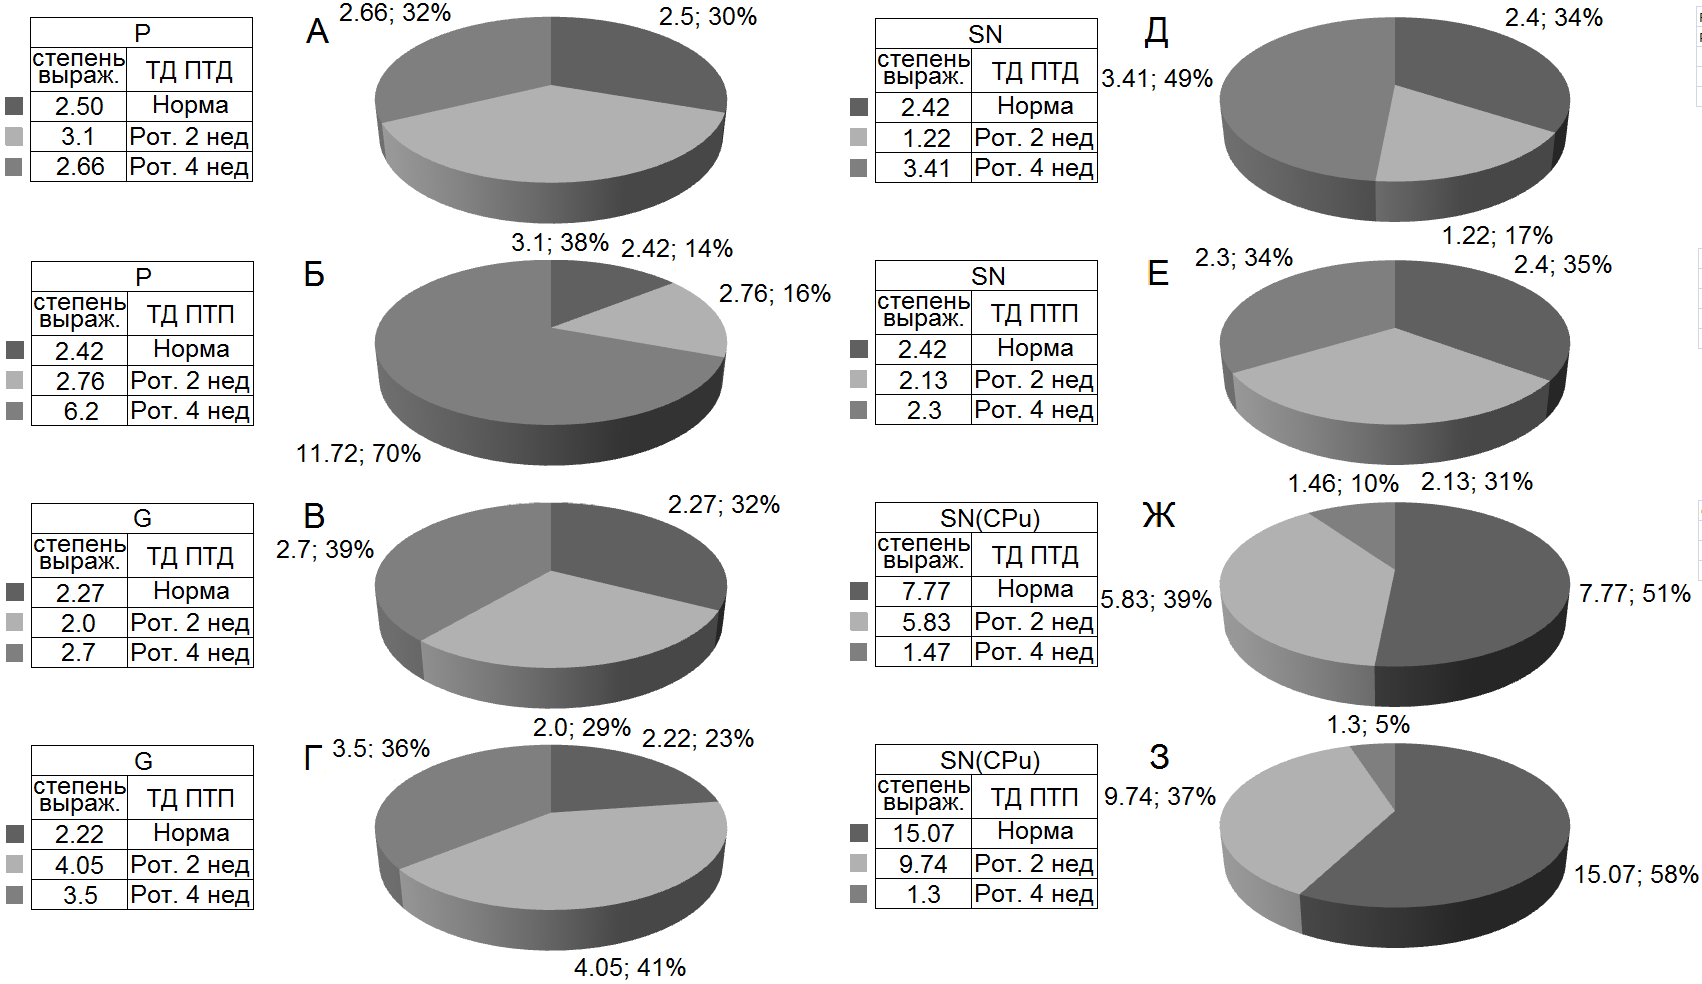 P
степень выраж. ТД ПТД
2.50 Норма
3.1 Рот. 2 нед
2.66 Рот. 4 нед
А
2.66; 32%
2.5; 30%
3.1; 38%
P
степень выраж. ТД ПТП
2.42 Норма
2.76 Рот. 2 нед
6.2 Рот. 4 нед
Б
2.42; 14%
2.76; 16%
11.72; 70%
G
степень выраж. ТД ПТД
2.27 Норма
2.0 Рот. 2 нед
2.7 Рот. 4 нед
В
2.27; 32%
2.7; 39%
2.0; 29%
G
степень выраж. ТД ПТП
2.22 Норма
4.05 Рот. 2 нед
3.5 Рот. 4 нед
Г
3.5; 36%
2.22; 23%
4.05; 41%
SN
степень выраж. ТД ПТД
2.42 Норма
1.22 Рот. 2 нед
3.41 Рот. 4 нед
Д
2.4; 34%
3.41; 49%
1.22; 17%
SN
степень выраж. ТД ПТП
2.42 Норма
2.13 Рот. 2 нед
2.3 Рот. 4 нед
Е
2.3; 34%
2.4; 35%
2.13; 31%
SN(CPu)
степень выраж. ТД ПТД
7.77 Норма
5.83 Рот. 2 нед
1.47 Рот. 4 нед
Ж
1.46; 10%
5.83; 39%
7.77; 51%
SN(CPu)
степень выраж. ТД ПТП
15.07 Норма
9.74 Рот. 2 нед
1.3 Рот. 4 нед
З
1.3; 5%
9.74; 37%
15.07; 58%